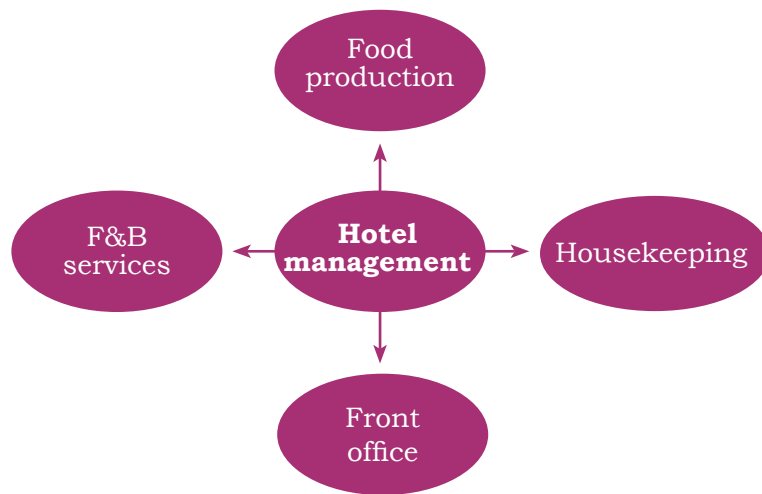 Food
production
F&B
services
Hotel
management
Housekeeping
Front
office